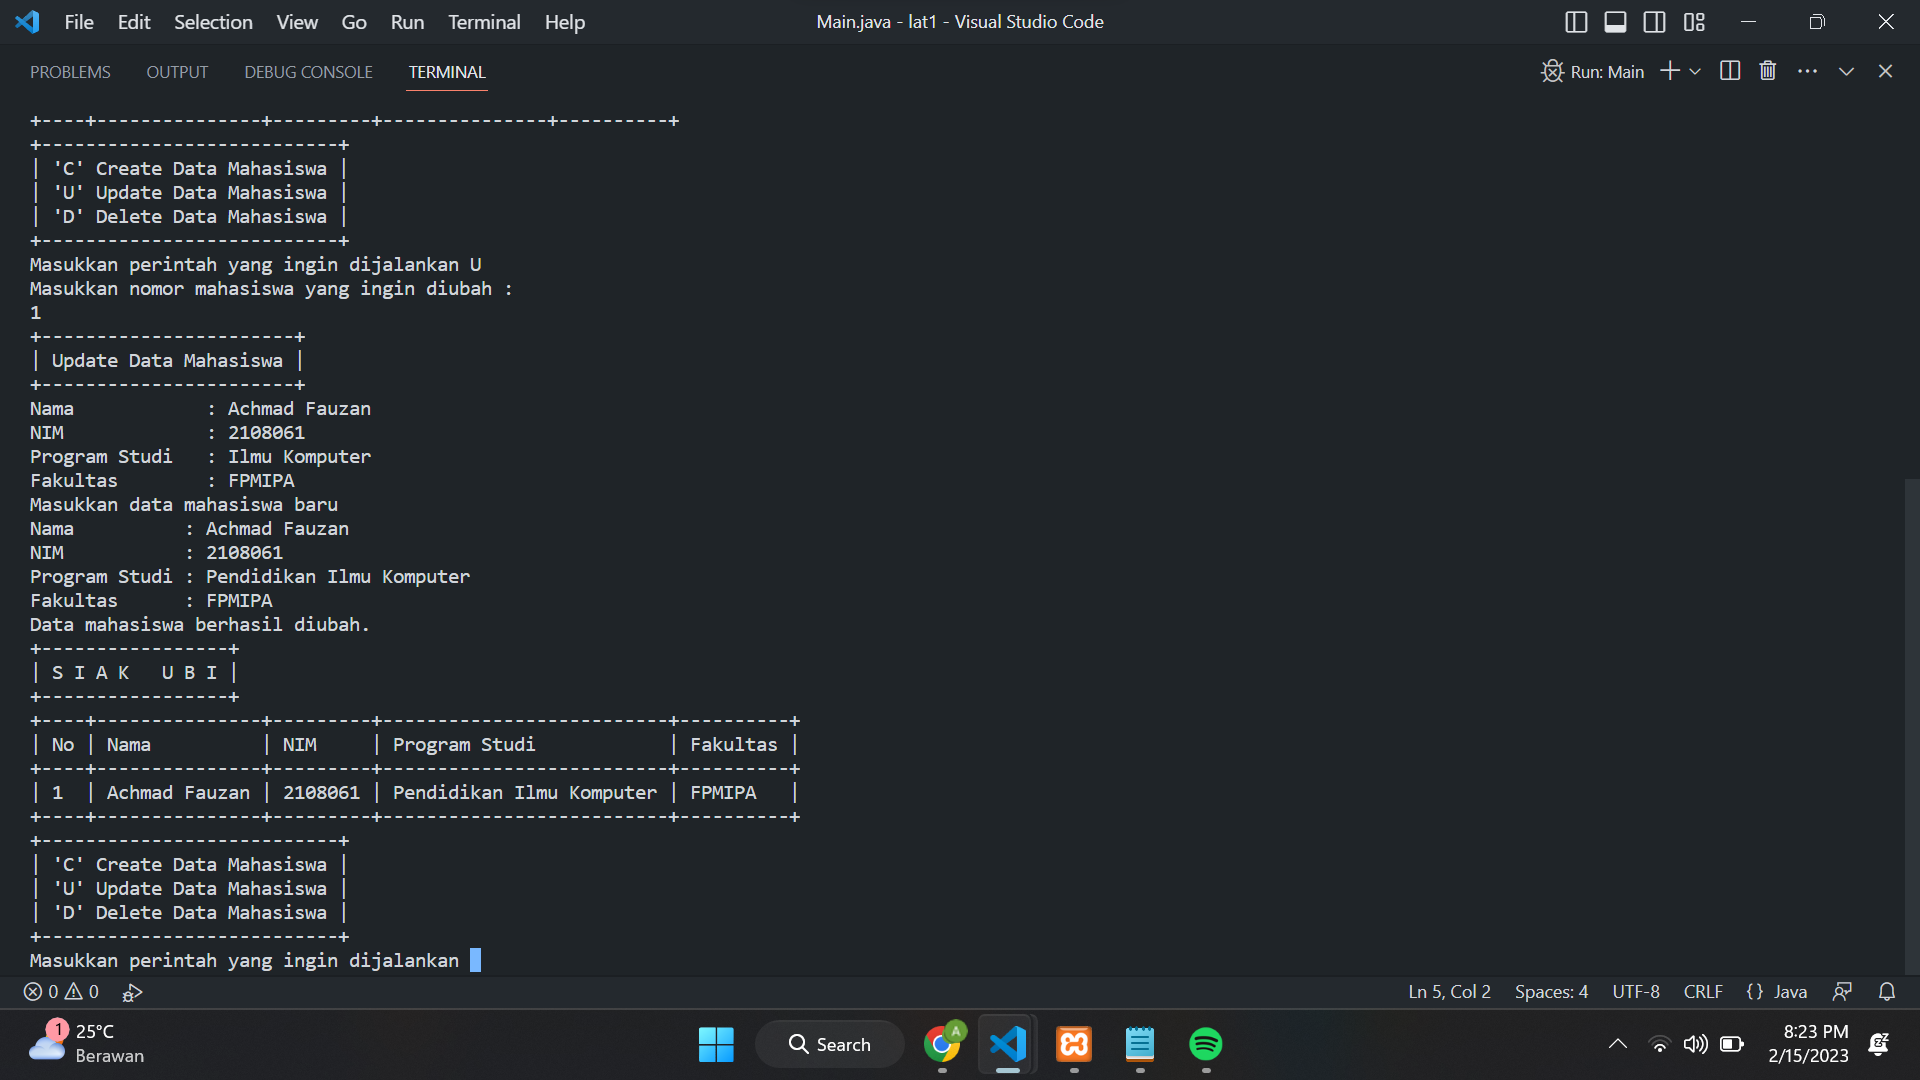 File Edit Selection View Go Run Terminal Help Main.java - lat1 - Visual Studio Code
PROBLEMS OUTPUT DEBUG CONSOLE TERMINAL Run: Main
+----+---------------+---------+---------------+----------+
+---------------------------+
| 'C' Create Data Mahasiswa |
| 'U' Update Data Mahasiswa |
| 'D' Delete Data Mahasiswa |
+---------------------------+
Masukkan perintah yang ingin dijalankan U
Masukkan nomor mahasiswa yang ingin diubah :
1
+-----------------------+
| Update Data Mahasiswa |
+-----------------------+
Nama            : Achmad Fauzan
NIM             : 2108061
Program Studi   : Ilmu Komputer
Fakultas        : FPMIPA
Masukkan data mahasiswa baru
Nama          : Achmad Fauzan
NIM           : 2108061
Program Studi : Pendidikan Ilmu Komputer
Fakultas      : FPMIPA
Data mahasiswa berhasil diubah.
+-----------------+
| S I A K   U B I |
+-----------------+
+----+---------------+---------+--------------------------+----------+
| No | Nama          | NIM     | Program Studi            | Fakultas |
+----+---------------+---------+--------------------------+----------+
| 1  | Achmad Fauzan | 2108061 | Pendidikan Ilmu Komputer | FPMIPA   |
+----+---------------+---------+--------------------------+----------+
+---------------------------+
| 'C' Create Data Mahasiswa |
| 'U' Update Data Mahasiswa |
| 'D' Delete Data Mahasiswa |
+---------------------------+
Masukkan perintah yang ingin dijalankan
0 0 Ln 5, Col 2 Spaces: 4 UTF-8 CRLF {} Java
1 25°C Search A 8:23 PM
Berawan 2/15/2023